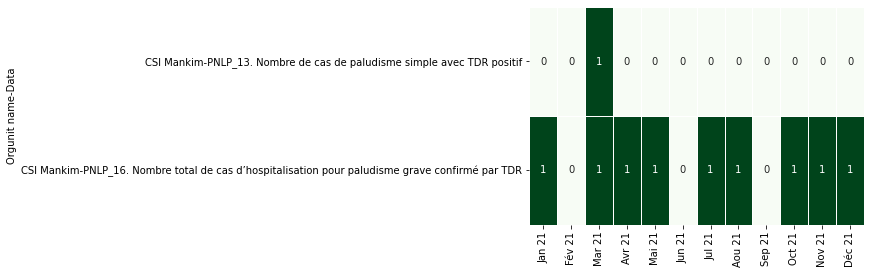 Orgunit name-Data
CSI Mankim-PNLP_13. Nombre de cas de paludisme simple avec TDR positif
0 0 1 0 0 0 0 0 0 0 0 0
CSI Mankim-PNLP_16. Nombre total de cas d’hospitalisation pour paludisme grave confirmé par TDR
1 0 1 1 1 0 1 1 0 1 1 1
Jan 21
Fév 21
Mar 21
Avr 21
Mai 21
Jun 21
Jul 21
Aou 21
Sep 21
Oct 21
Nov 21
Déc 21